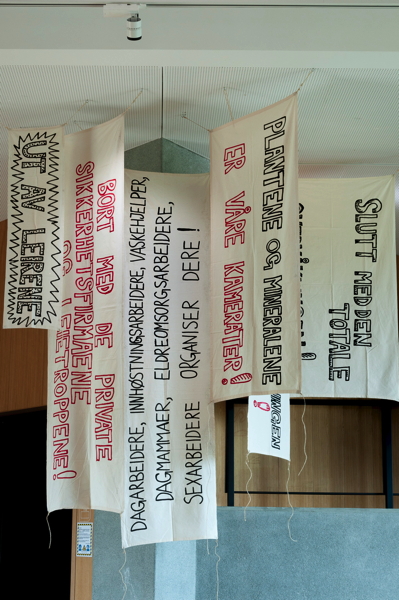 UT AV LEIRENE
BORT MED DE PRIVATE
SIKKERHETSFIRMAENE
OG LEIETROPPENE!
DAGARBEIDERE, INNHØSTNINGSARBEIDERE, VASKEHJELPER,
DAGMAMMAER, ELDREOMSORGSARBEIDERE,
SEXARBEIDERE ORGANISER DERE!
PLANTENE OG MINERALENE
ER VÅRE KAMERATER!
SLUTT MED DEN
TOTALE